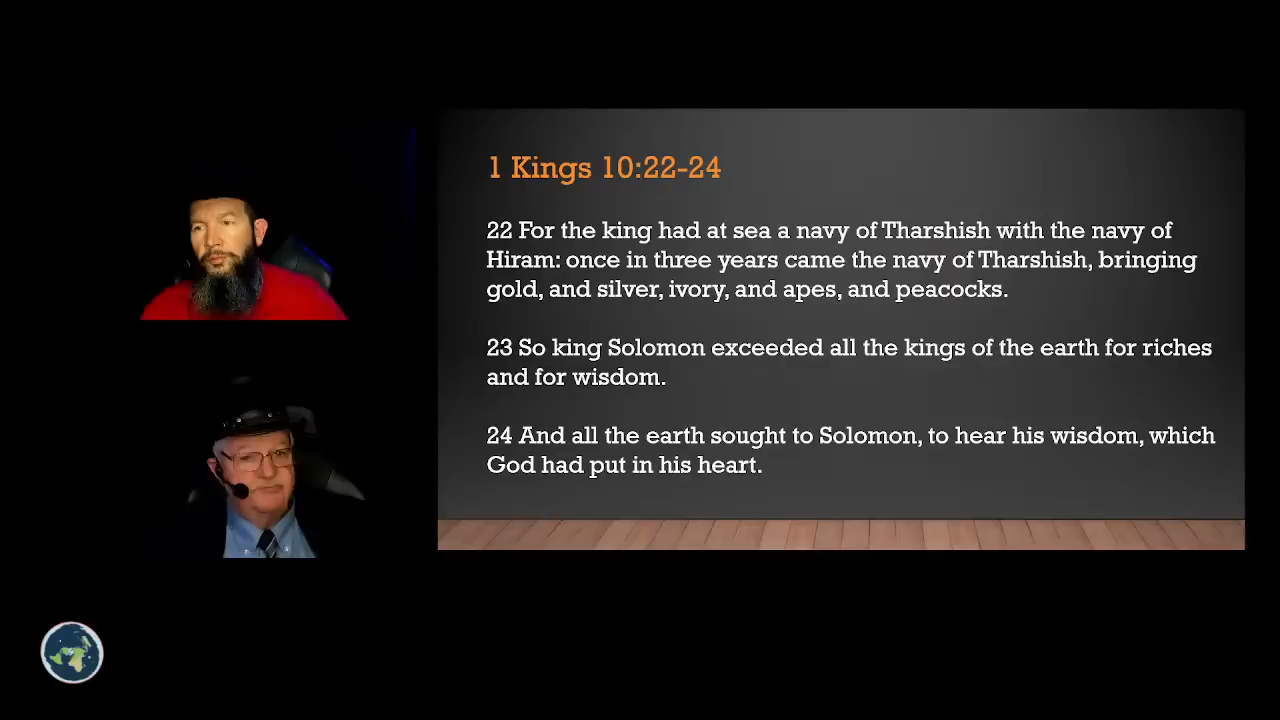 1 Kings 10:22-24
22 For the king had at sea a navy of Tharshish with the navy of
Hiram: once in three years came the navy of Tharshish, bringing
gold, and silver, ivory, and apes, and peacocks.
23 So king Solomon exceeded all the kings of the earth for riches
and for wisdom.
24 And all the earth sought to Solomon, to hear his wisdom, which
God had put in his heart.